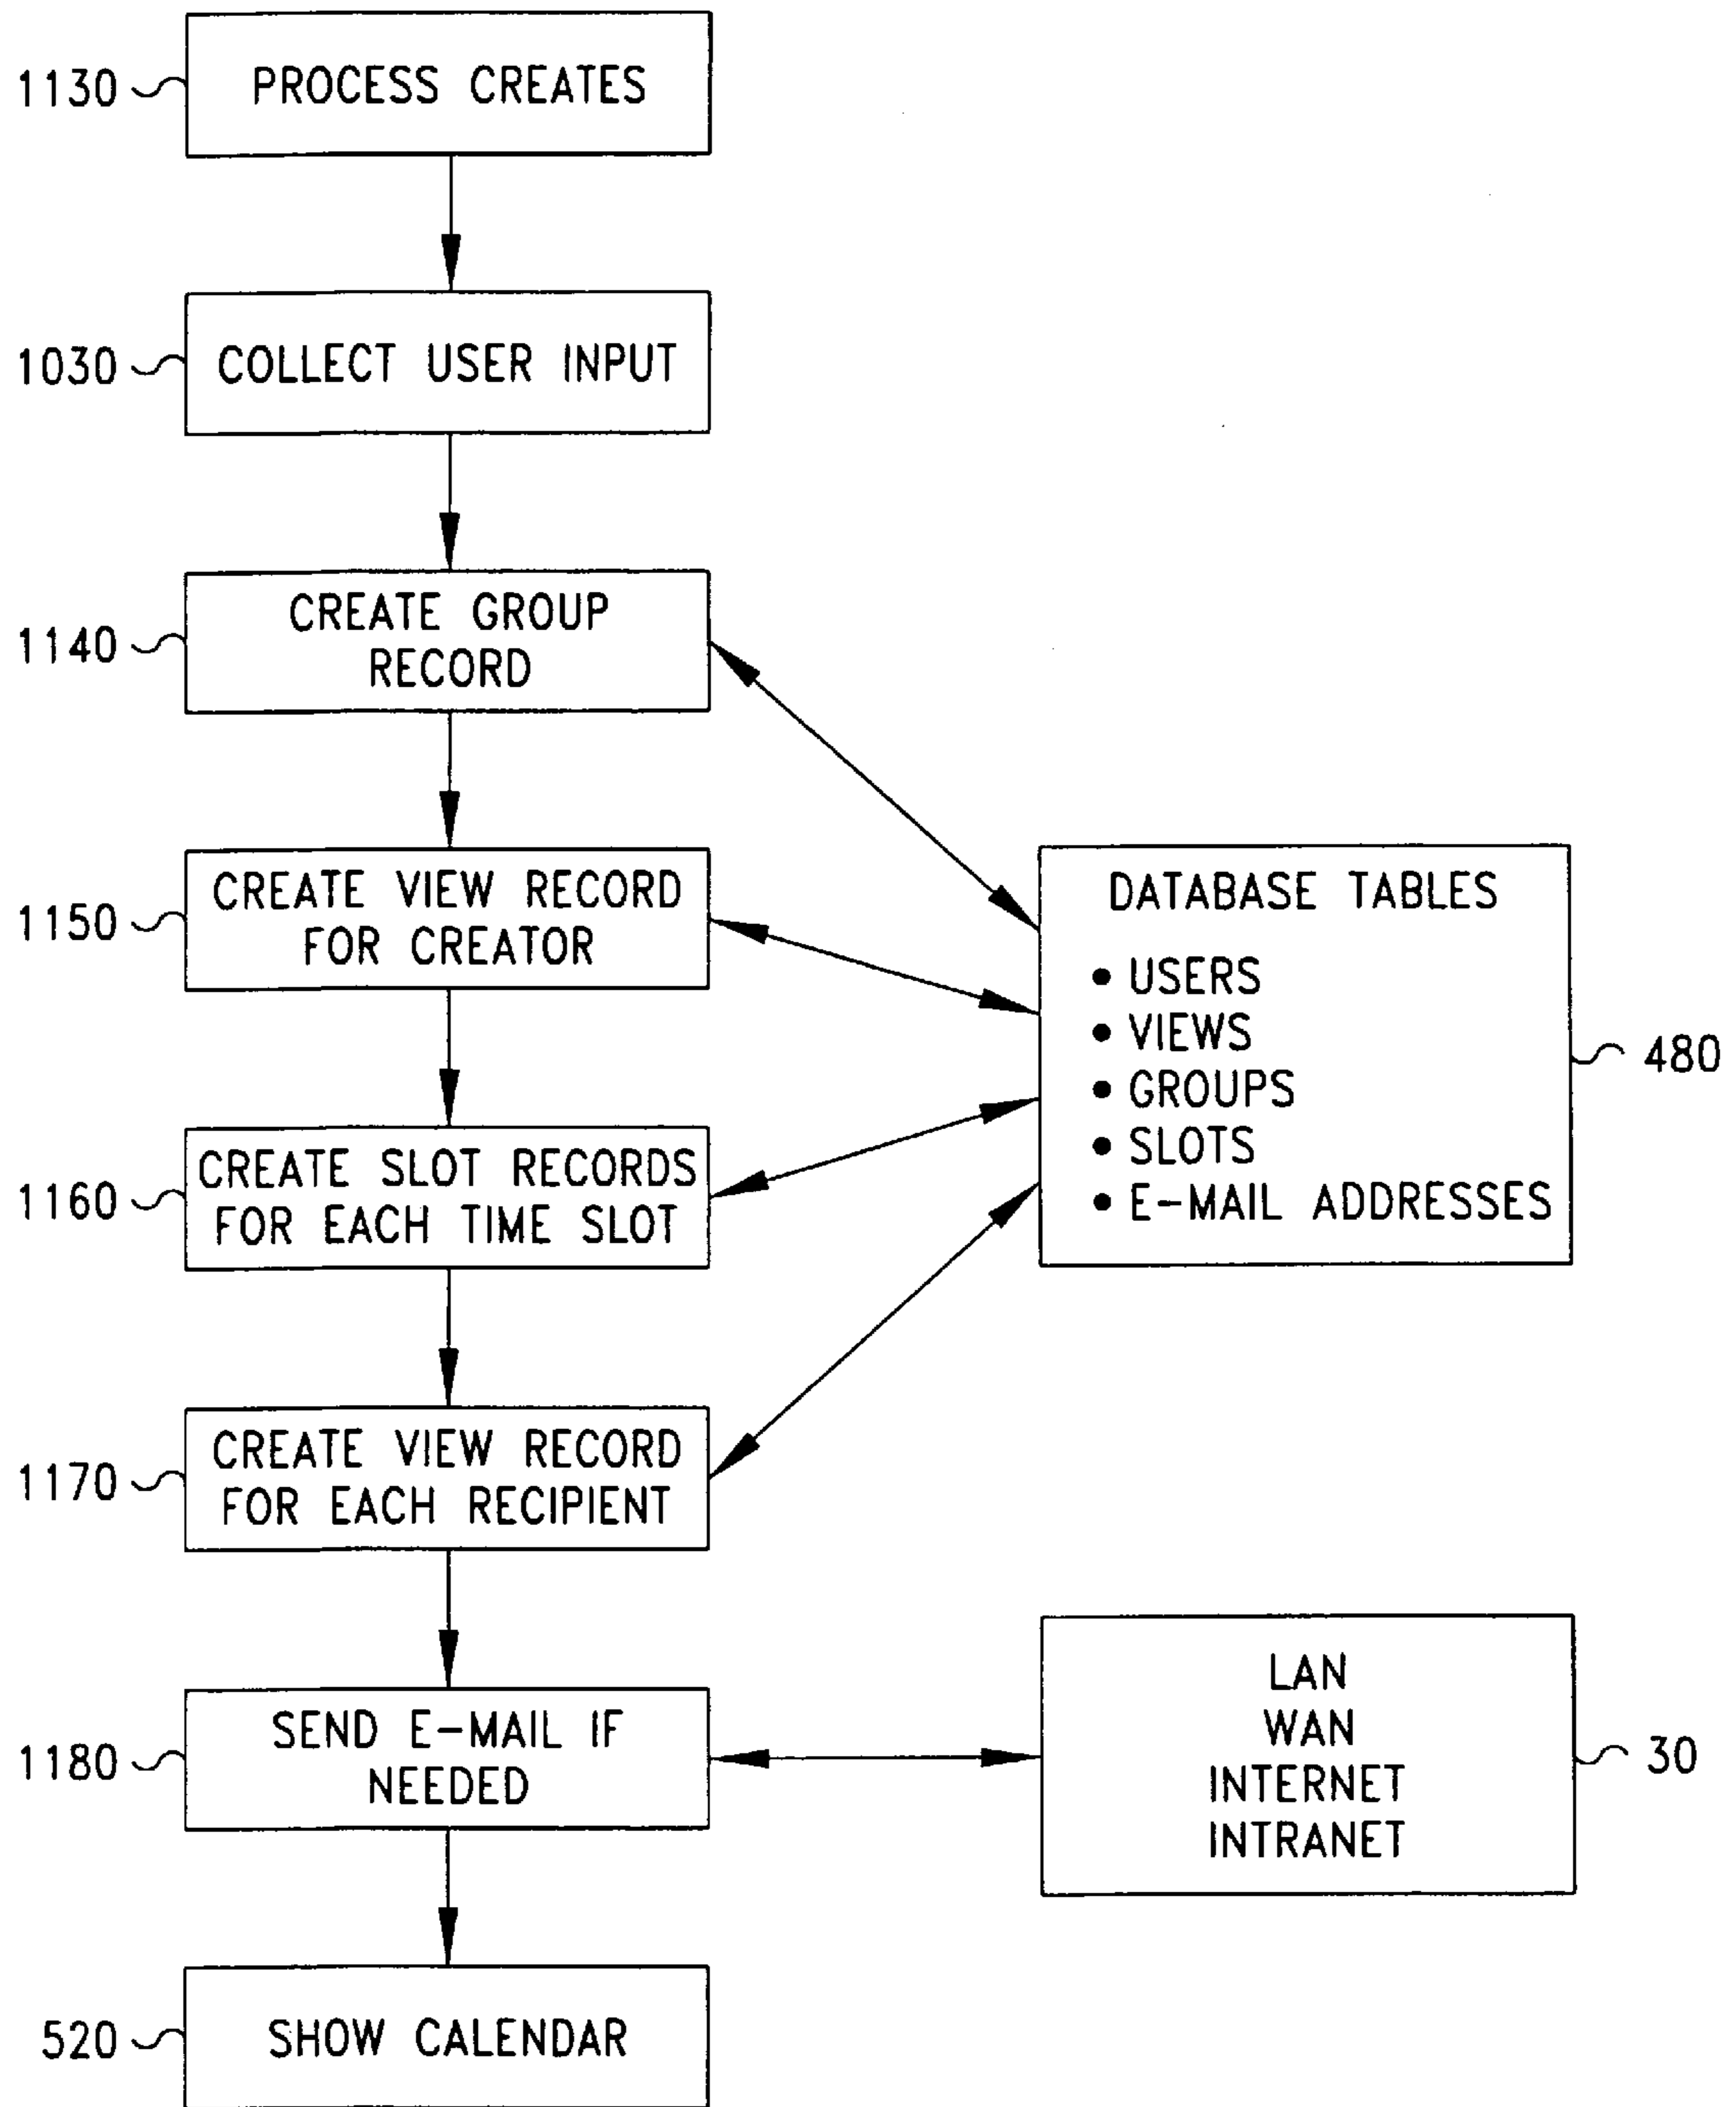 1130
PROCESS CREATES
1030
COLLECT USER INPUT
1140
CREATE GROUP
RECORD
1150
CREATE VIEW RECORD
FOR CREATOR
1160
CREATE SLOT RECORDS
FOR EACH TIME SLOT
1170
CREATE VIEW RECORD
FOR EACH RECIPIENT
1180
SEND E-MAIL IF
NEEDED
520
SHOW CALENDAR
DATABASE TABLES
• USERS
• VIEWS
• GROUPS
• SLOTS
• E-MAIL ADDRESSES
480
LAN
WAN
INTERNET
INTRANET
30